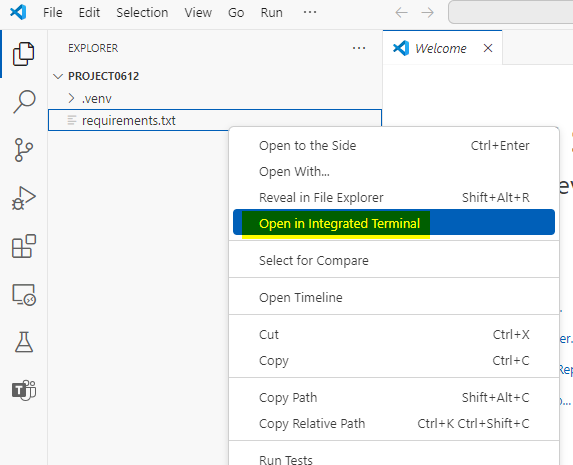 File Edit Selection View Go Run ···
EXPLORER ···
Welcome
PROJECT0612
.venv
requirements.txt
Open to the Side Ctrl+Enter
Open With...
Reveal in File Explorer Shift+Alt+R
Open in Integrated Terminal
Select for Compare
Open Timeline
Cut Ctrl+X
Copy Ctrl+C
Copy Path Shift+Alt+C
Copy Relative Path Ctrl+K Ctrl+Shift+C
Run Tests